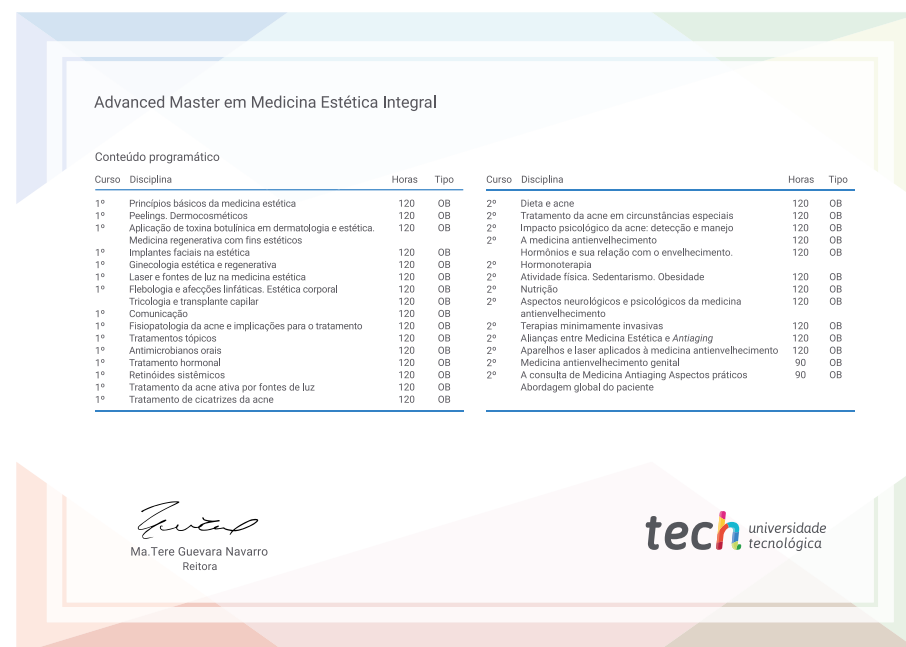 Advanced Master em Medicina Estética Integral
Conteúdo programático
Curso Disciplina Horas Tipo
1º Princípios básicos da medicina estética 120 OB
1º Peelings. Dermocosméticos 120 OB
1º Aplicação de toxina botulínica em dermatologia e estética. 120 OB
Medicina regenerativa com fins estéticos
1º Implantes faciais na estética 120 OB
1º Ginecologia estética e regenerativa 120 OB
1º Laser e fontes de luz na medicina estética 120 OB
1º Flebologia e afecções linfáticas. Estética corporal 120 OB
Tricologia e transplante capilar 120 OB
1º Comunicação 120 OB
1º Fisiopatologia da acne e implicações para o tratamento 120 OB
1º Tratamentos tópicos 120 OB
1º Antimicrobianos orais 120 OB
1º Tratamento hormonal 120 OB
1º Retinóides sistêmicos 120 OB
1º Tratamento da acne ativa por fontes de luz 120 OB
1º Tratamento de cicatrizes da acne 120 OB
Curso Disciplina Horas Tipo
2º Dieta e acne 120 OB
2º Tratamento da acne em circunstâncias especiais 120 OB
2º Impacto psicológico da acne: detecção e manejo 120 OB
2º A medicina antienvelhecimento 120 OB
Hormônios e sua relação com o envelhecimento. 120 OB
2º Hormonoterapia
2º Atividade física. Sedentarismo. Obesidade 120 OB
2º Nutrição 120 OB
2º Aspectos neurológicos e psicológicos da medicina 120 OB
antienvelhecimento
2º Terapias minimamente invasivas 120 OB
2º Alianças entre Medicina Estética e Antiaging 120 OB
2º Aparelhos e laser aplicados à medicina antienvelhecimento 120 OB
2º Medicina antienvelhecimento genital 90 OB
2º A consulta de Medicina Antiaging Aspectos práticos 90 OB
Abordagem global do paciente
Ma.Tere Guevara Navarro
Reitora
tech universidade
tecnológica